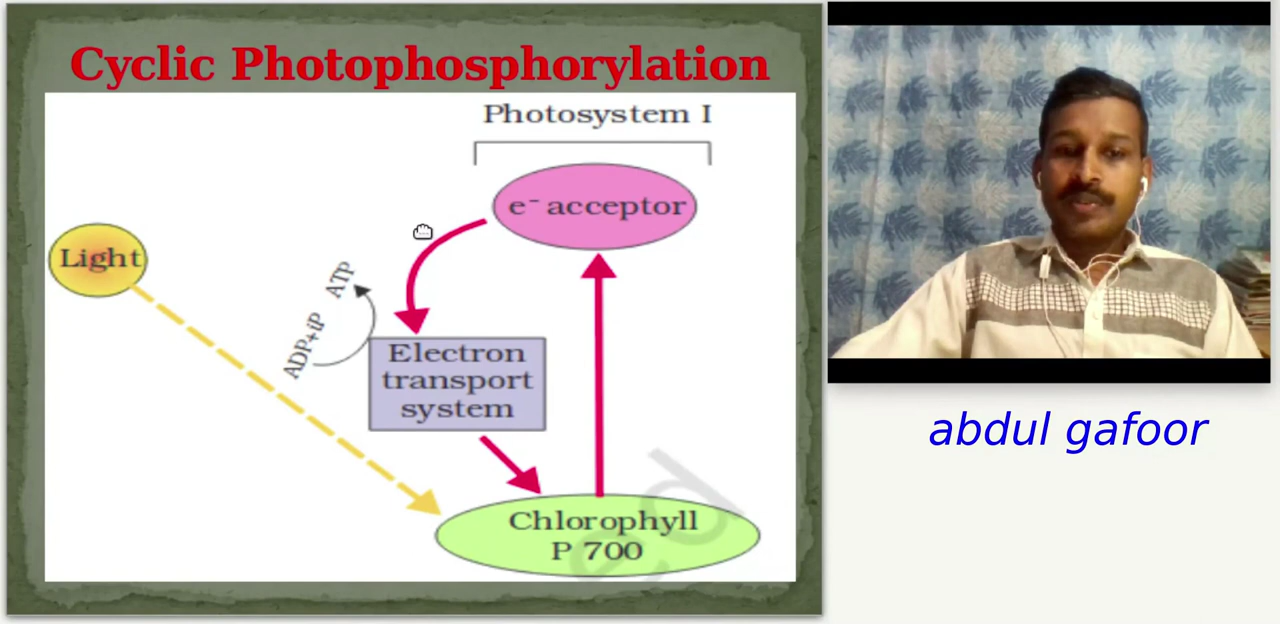 Cyclic Photophosphorylation
Photosystem I
e⁻ acceptor
Light
ATP
ADP+iP
Electron
transport
system
Chlorophyll
P 700
abdul gafoor